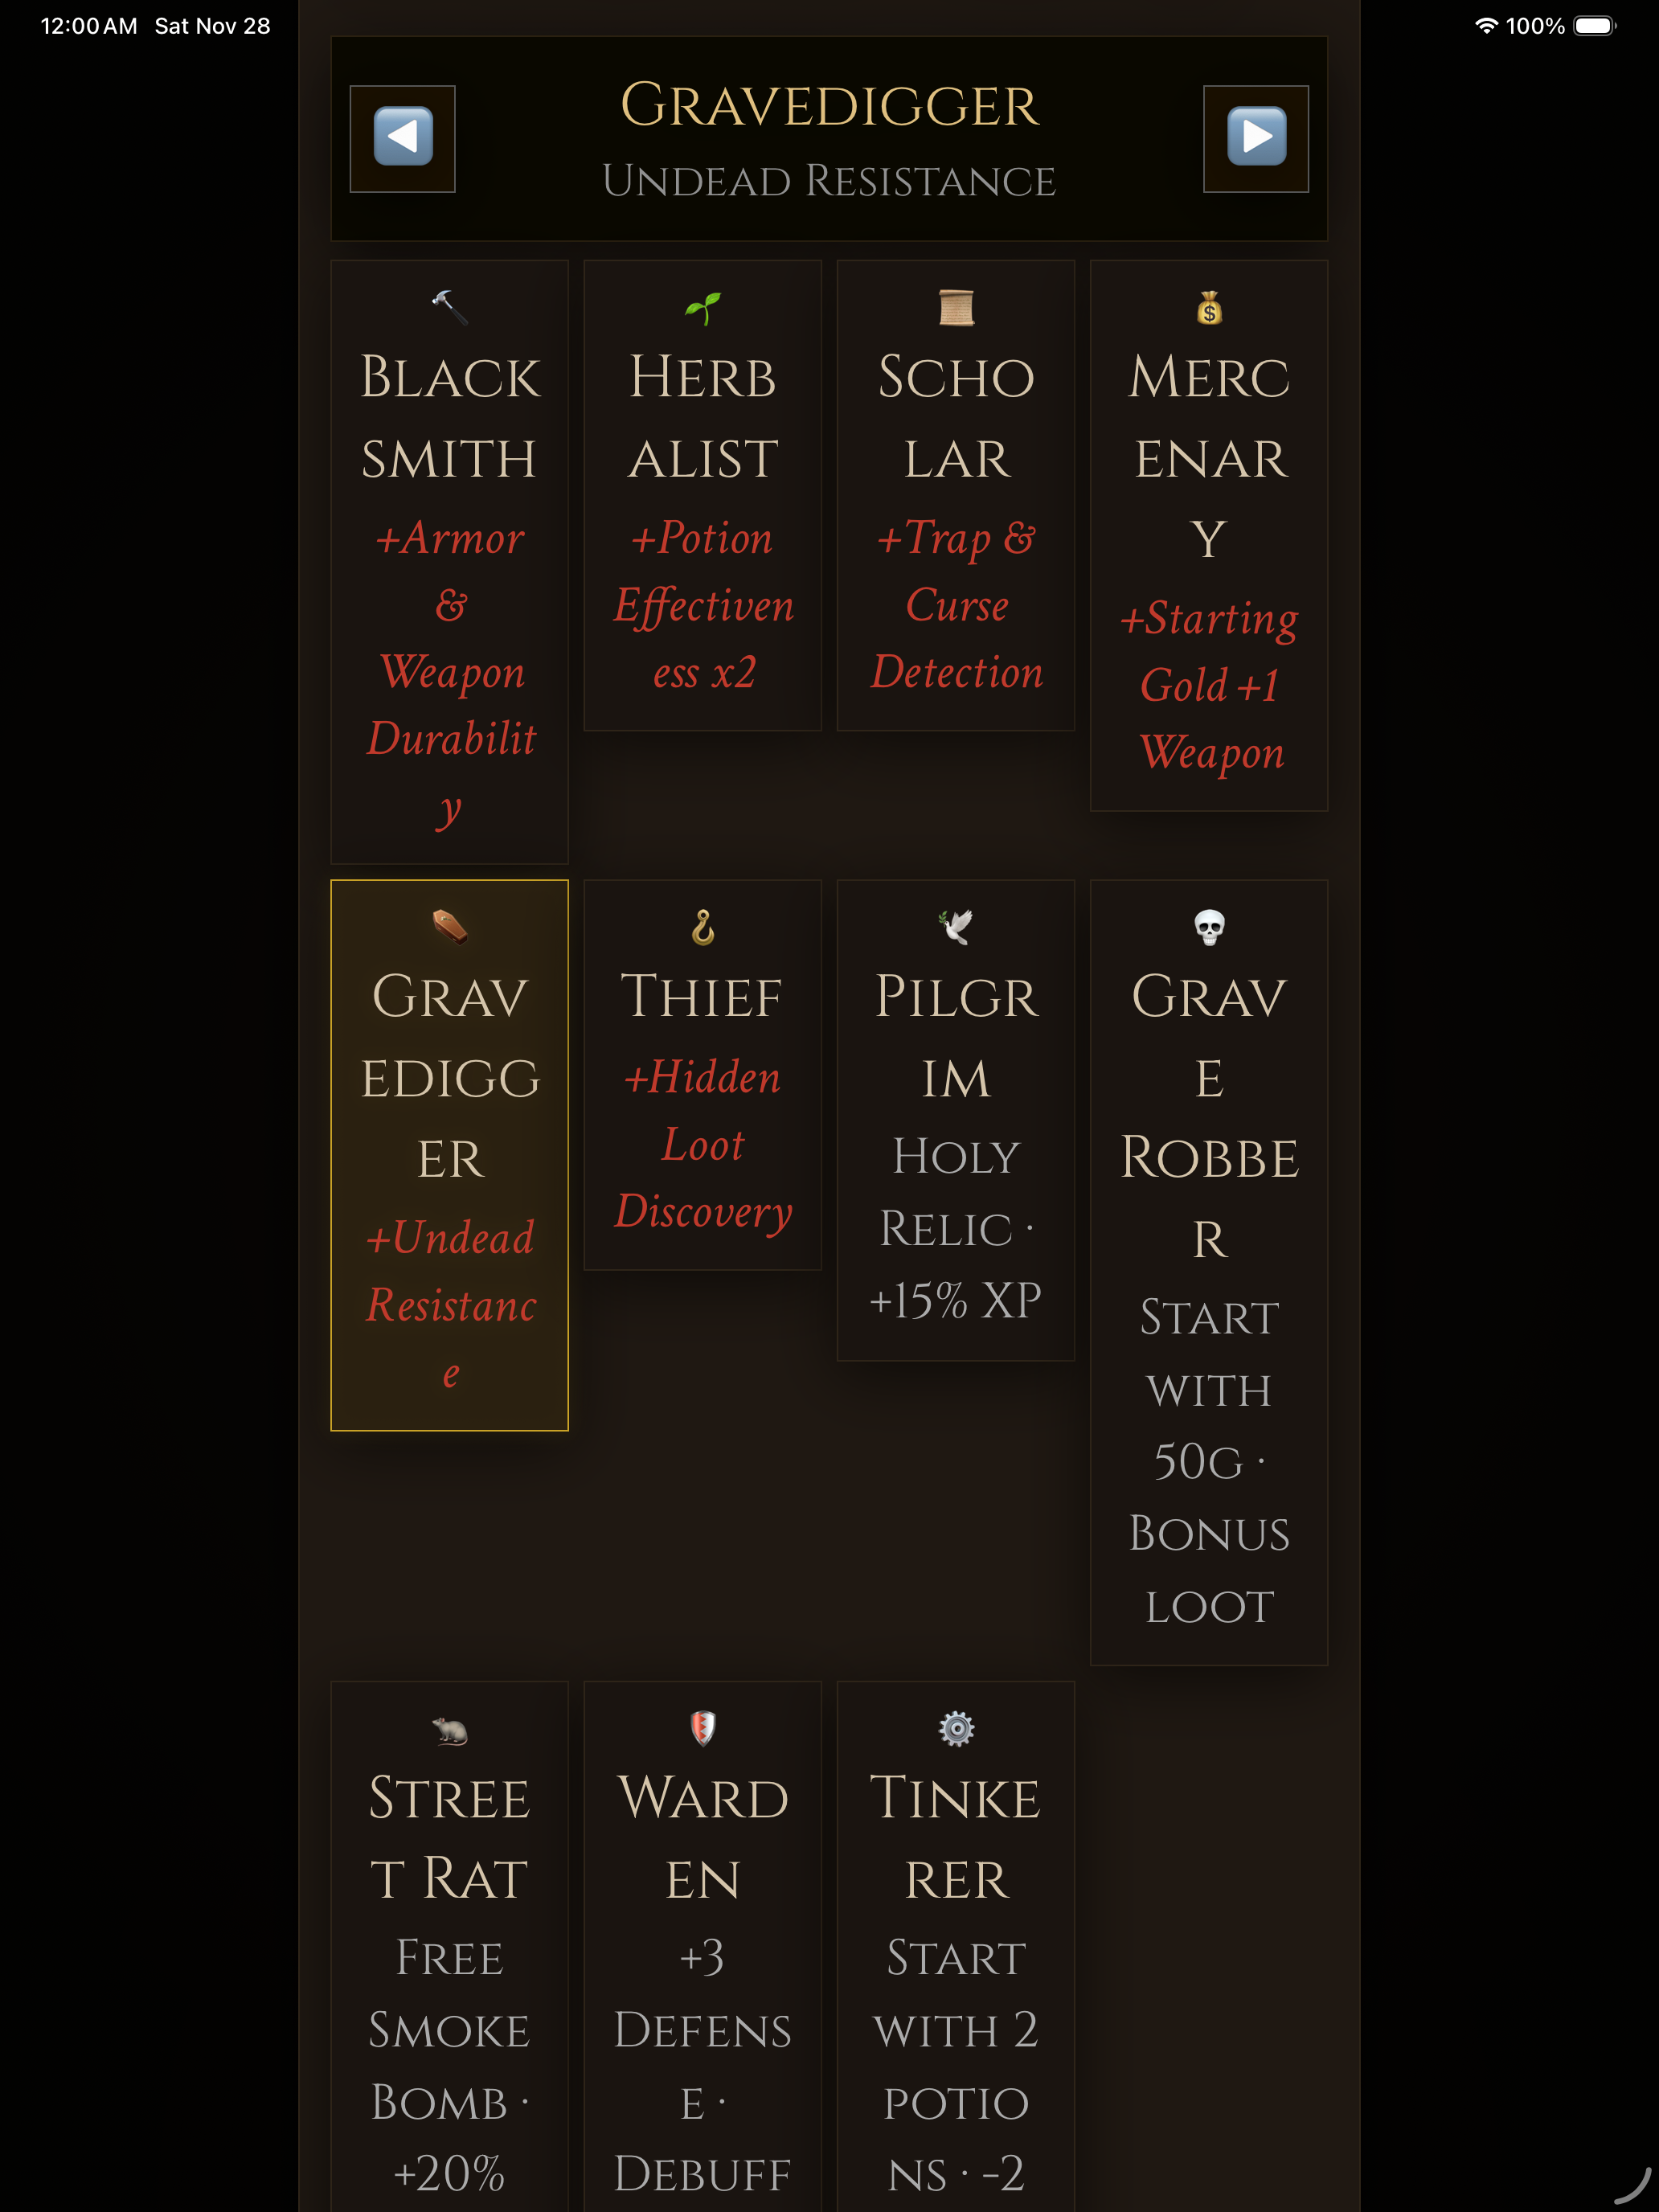 12:00 AM Sat Nov 28
100%
Gravedigger
Undead Resistance
Black
smith
+Armor
&
Weapon
Durabilit
y
Herb
alist
+Potion
Effectiven
ess x2
Scho
lar
+Trap &
Curse
Detection
Merc
enar
y
+Starting
Gold +1
Weapon
Grav
edigg
er
+Undead
Resistanc
e
Thief
+Hidden
Loot
Discovery
Pilgr
im
Holy
Relic ·
+15% XP
Grav
e
Robbe
r
Start
with
50g ·
Bonus
loot
Stree
t Rat
Free
Smoke
Bomb ·
+20%
Ward
en
+3
Defens
e ·
Debuff
Tinke
rer
Start
with 2
potio
ns · -2